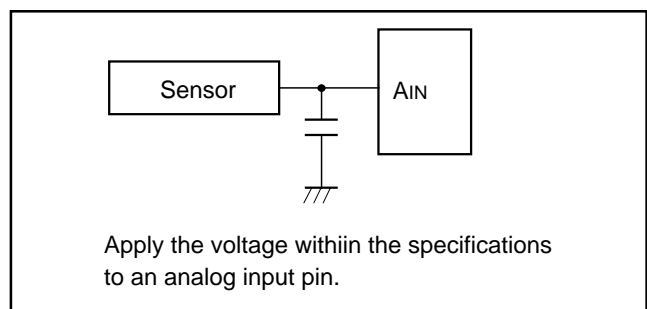 Sensor
AIN
Apply the voltage withiin the specifications
to an analog input pin.